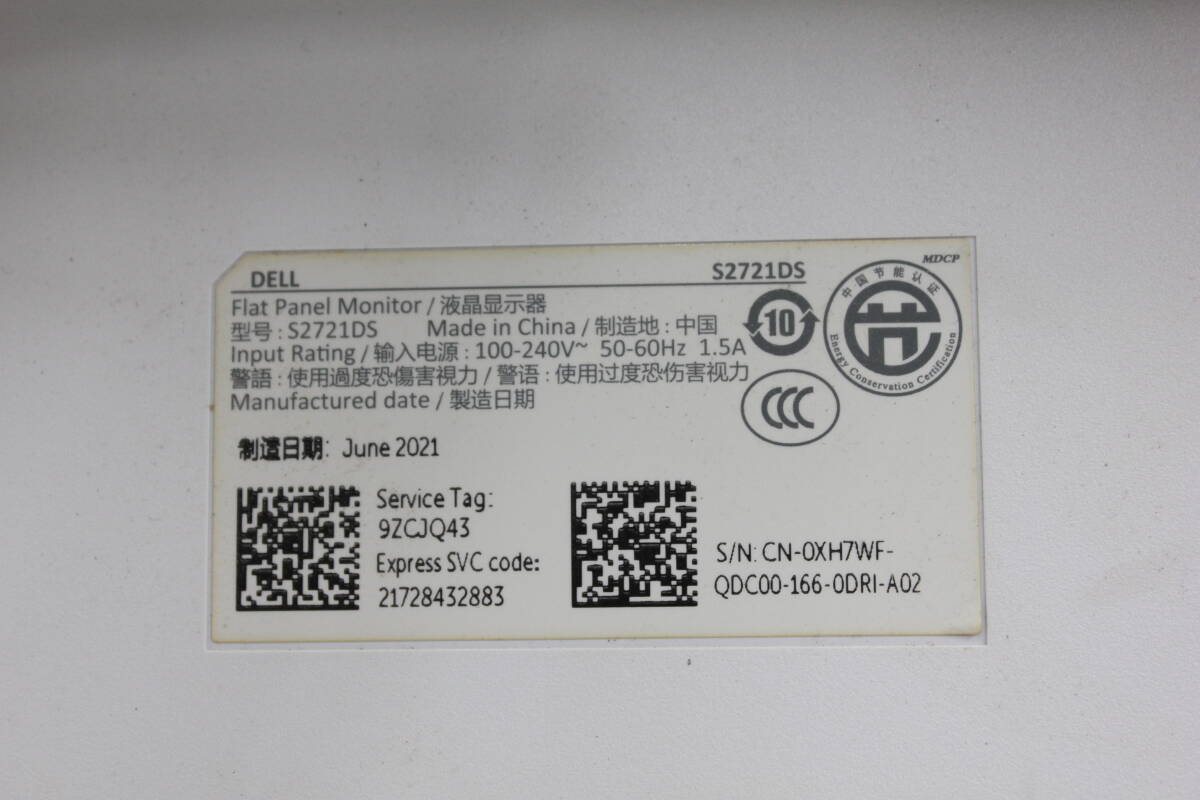 DELL S2721DS
MDCP
Flat Panel Monitor / 液晶显示器
型号 : S2721DS Made in China / 制造地 : 中国
Input Rating / 输入电源 : 100-240V~ 50-60Hz 1.5A
警語 : 使用過度恐傷害視力 / 警语 : 使用过度恐伤害视力
Manufactured date / 製造日期
10
中国节能认证
Energy Conservation Certification
CCC
制造日期: June 2021
Service Tag:
9ZCJQ43
Express SVC code:
21728432883
S/N: CN-0XH7WF-
QDC00-166-0DRI-A02